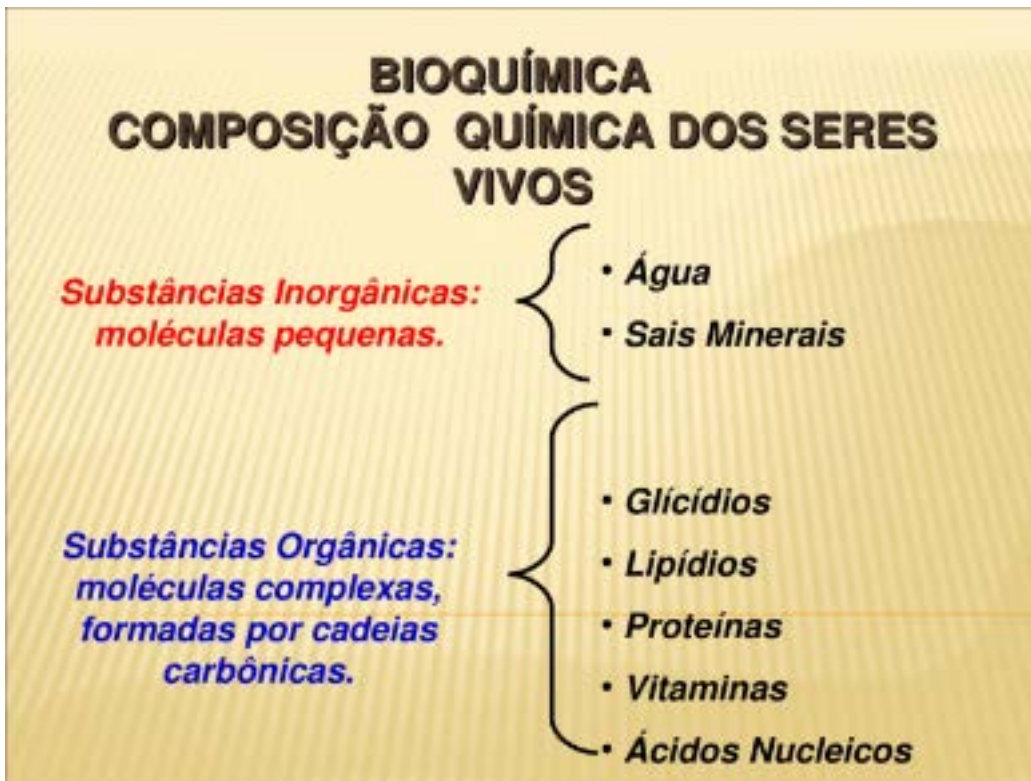 BIOQUÍMICA
COMPOSIÇÃO QUÍMICA DOS SERES
VIVOS
Substâncias Inorgânicas:
moléculas pequenas.
• Água
• Sais Minerais
Substâncias Orgânicas:
moléculas complexas,
formadas por cadeias
carbônicas.
• Glícídios
• Lipídios
• Proteínas
• Vitaminas
• Ácidos Nucleicos